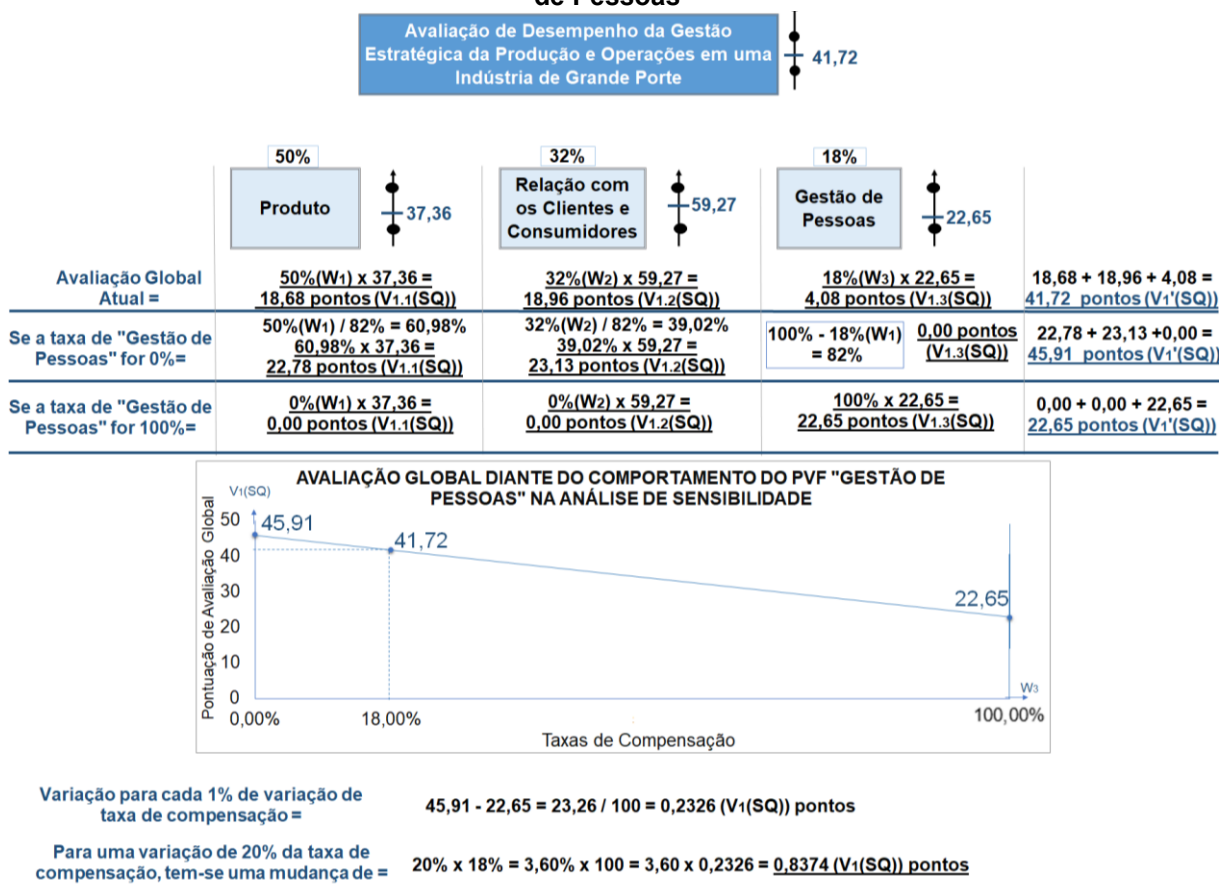 de Pessoas
Avaliação de Desempenho da Gestão
Estratégica da Produção e Operações em uma
Indústria de Grande Porte
41,72
50%
32%
18%
Produto
37,36
Relação com
os Clientes e
Consumidores
59,27
Gestão de
Pessoas
22,65
Avaliação Global
Atual =
50%(W1) x 37,36 =
18,68 pontos (V1.1(SQ))
32%(W2) x 59,27 =
18,96 pontos (V1.2(SQ))
18%(W3) x 22,65 =
4,08 pontos (V1.3(SQ))
18,68 + 18,96 + 4,08 =
41,72 pontos (V1'(SQ))
Se a taxa de "Gestão de
Pessoas" for 0%=
50%(W1) / 82% = 60,98%
60,98% x 37,36 =
22,78 pontos (V1.1(SQ))
32%(W2) / 82% = 39,02%
39,02% x 59,27 =
23,13 pontos (V1.2(SQ))
100% - 18%(W1)
= 82%
0,00 pontos
(V1.3(SQ))
22,78 + 23,13 +0,00 =
45,91 pontos (V1'(SQ))
Se a taxa de "Gestão de
Pessoas" for 100%=
0%(W1) x 37,36 =
0,00 pontos (V1.1(SQ))
0%(W2) x 59,27 =
0,00 pontos (V1.2(SQ))
100% x 22,65 =
22,65 pontos (V1.3(SQ))
0,00 + 0,00 + 22,65 =
22,65 pontos (V1'(SQ))
AVALIAÇÃO GLOBAL DIANTE DO COMPORTAMENTO DO PVF "GESTÃO DE
PESSOAS" NA ANÁLISE DE SENSIBILIDADE
V1(SQ)
Pontuação de Avaliação Global
50
40
30
20
10
0
45,91
41,72
22,65
W3
0,00%
18,00%
100,00%
Taxas de Compensação
Variação para cada 1% de variação de
taxa de compensação =
45,91 - 22,65 = 23,26 / 100 = 0,2326 (V1(SQ)) pontos
Para uma variação de 20% da taxa de
compensação, tem-se uma mudança de =
20% x 18% = 3,60% x 100 = 3,60 x 0,2326 = 0,8374 (V1(SQ)) pontos